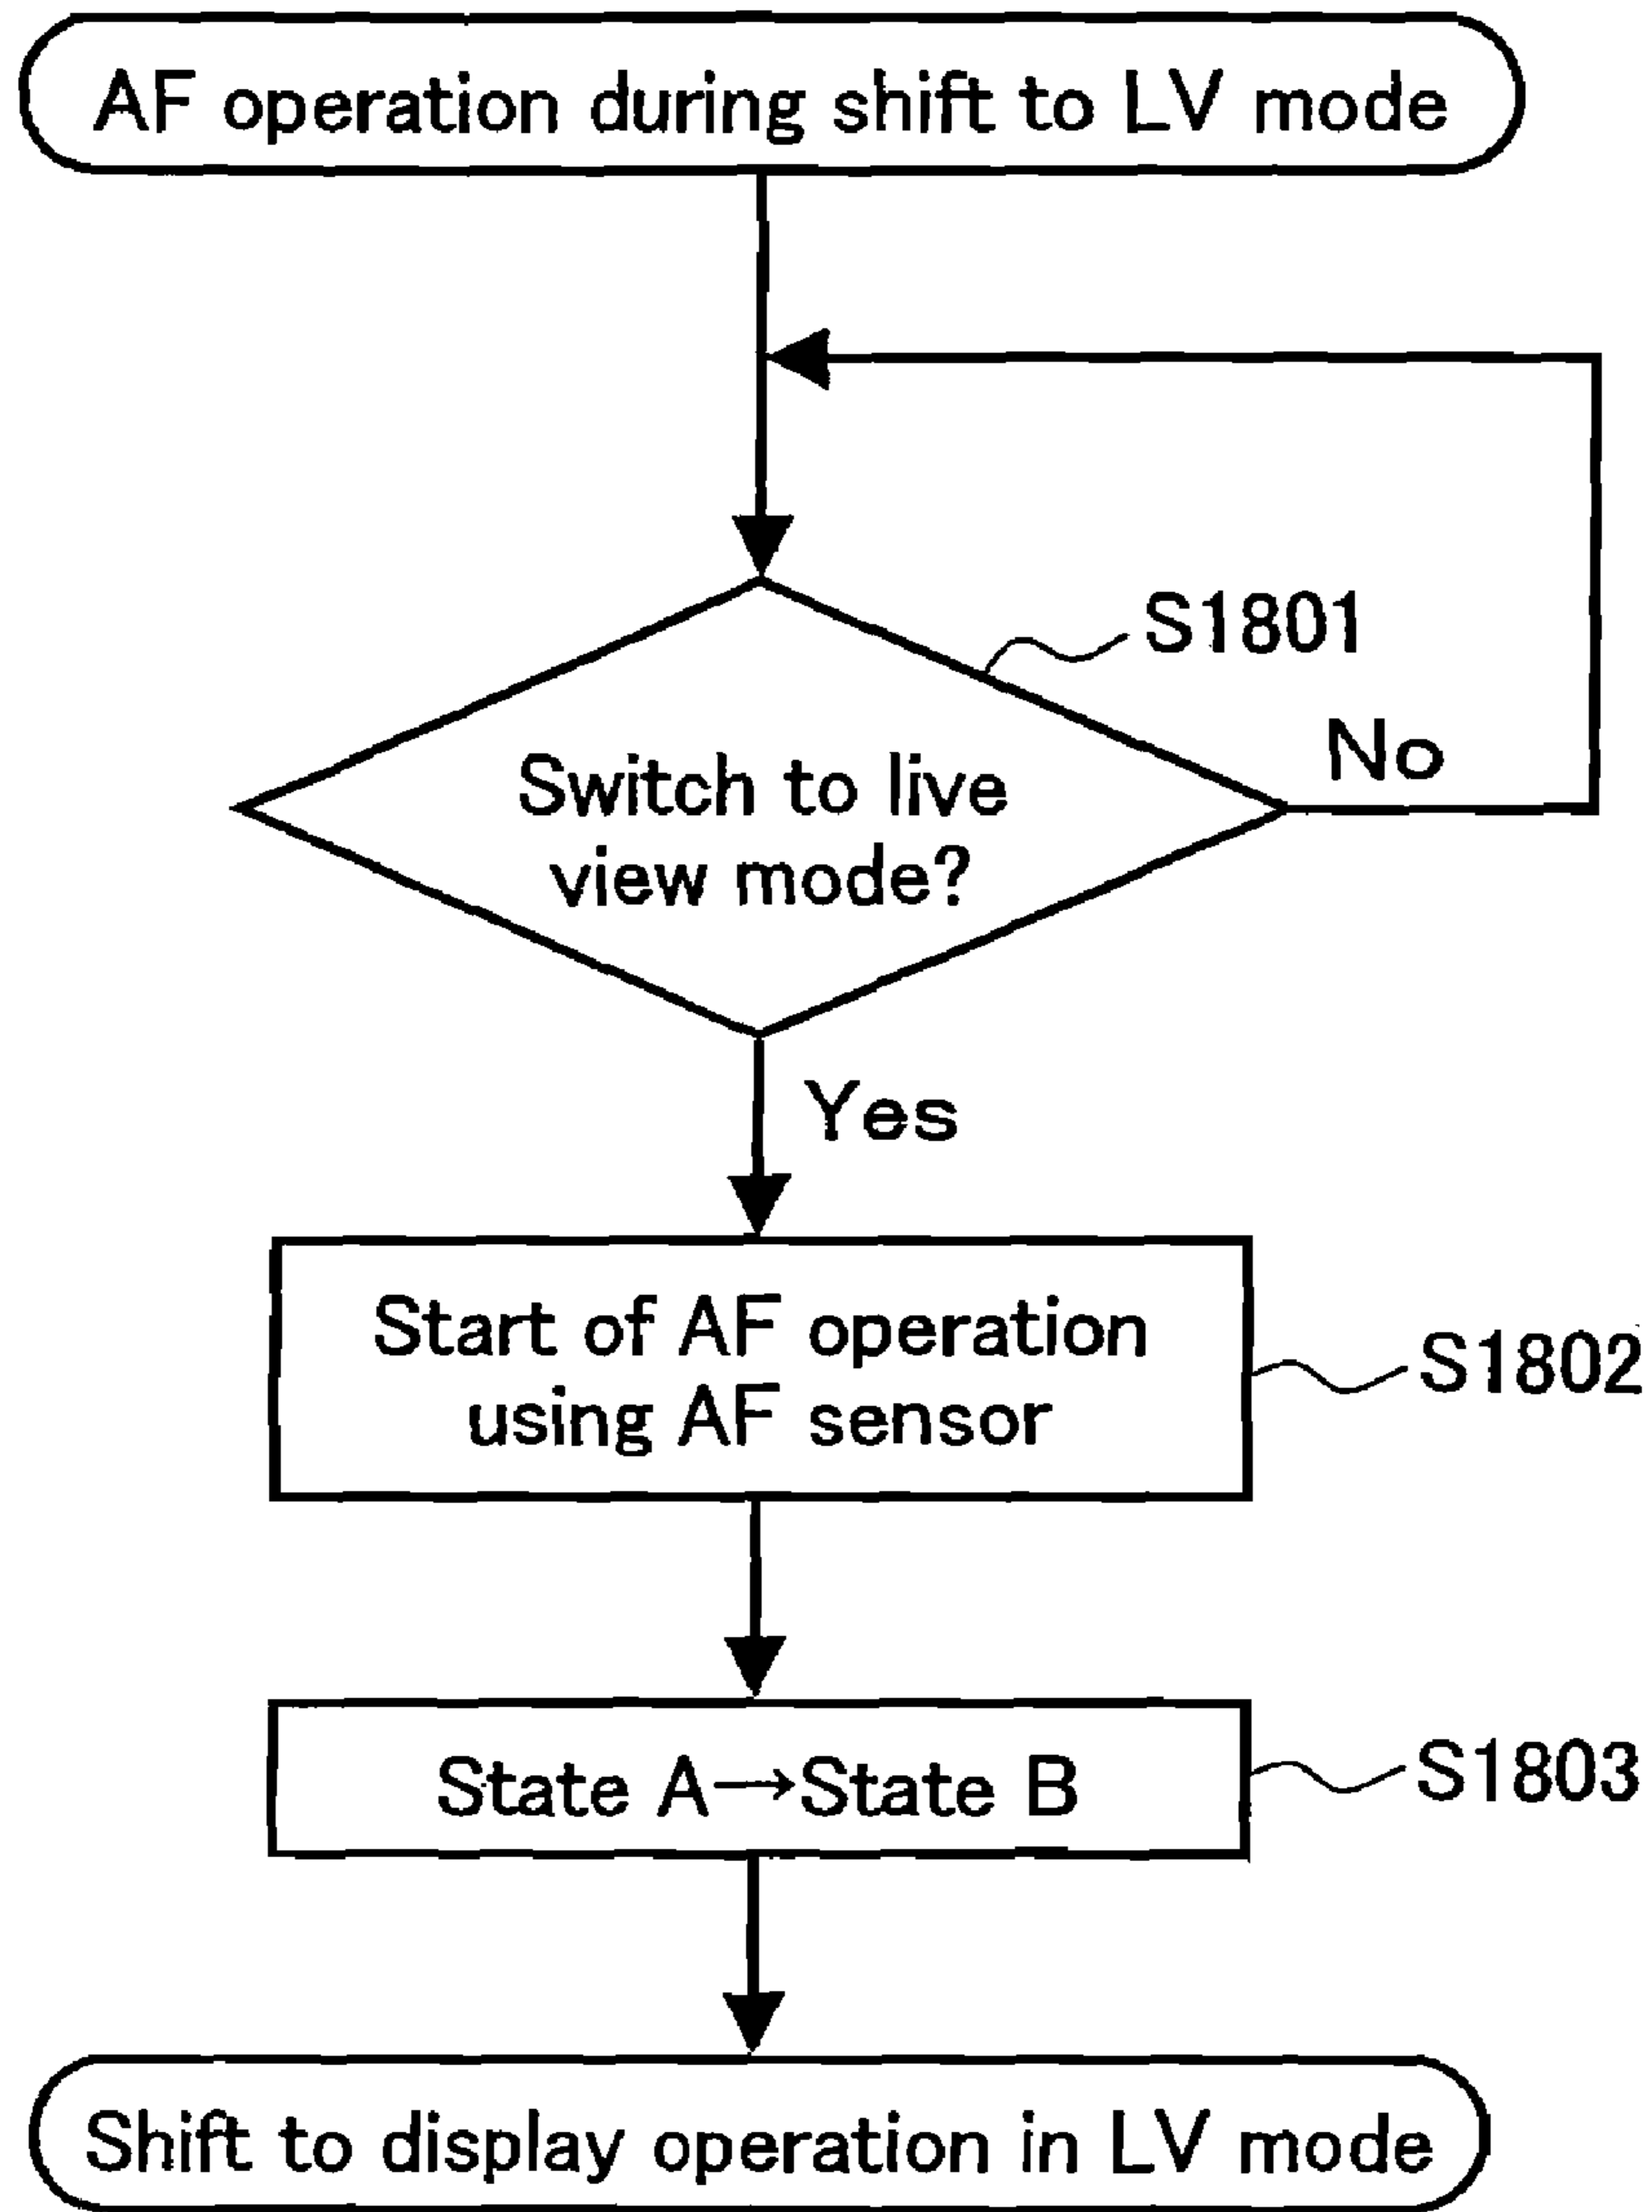 AF operation during shift to LV mode
S1801
No
Switch to live
view mode?
Yes
Start of AF operation
using AF sensor
S1802
State A→State B
S1803
Shift to display operation in LV mode